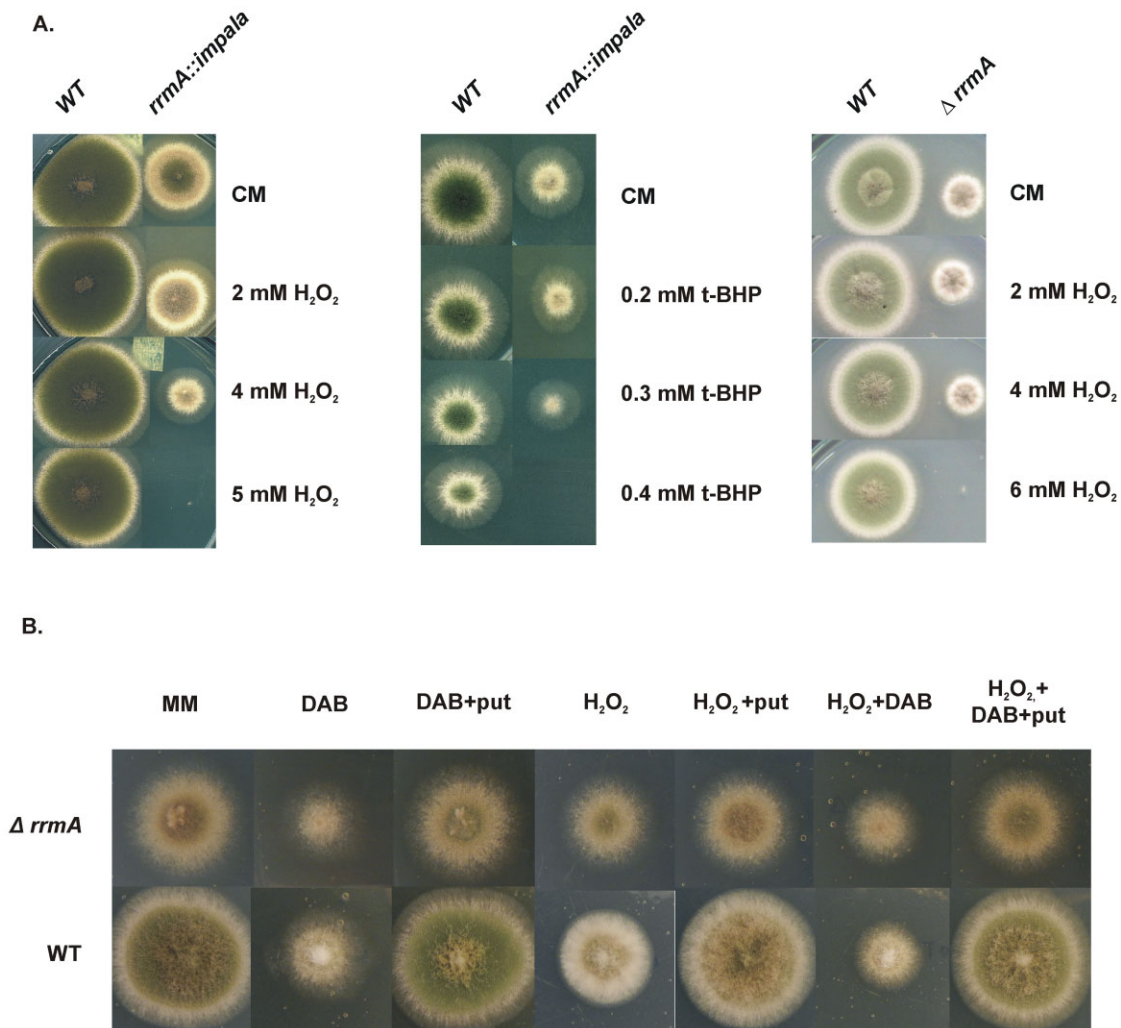 A.
WT rrmA::impala WT rrmA::impala WT Δ rrmA
CM CM CM
2 mM H₂O₂ 0.2 mM t-BHP 2 mM H₂O₂
4 mM H₂O₂ 0.3 mM t-BHP 4 mM H₂O₂
5 mM H₂O₂ 0.4 mM t-BHP 6 mM H₂O₂
B.
MM DAB DAB+put H₂O₂ H₂O₂+put H₂O₂+DAB H₂O₂,+
DAB+put
Δ rrmA
WT